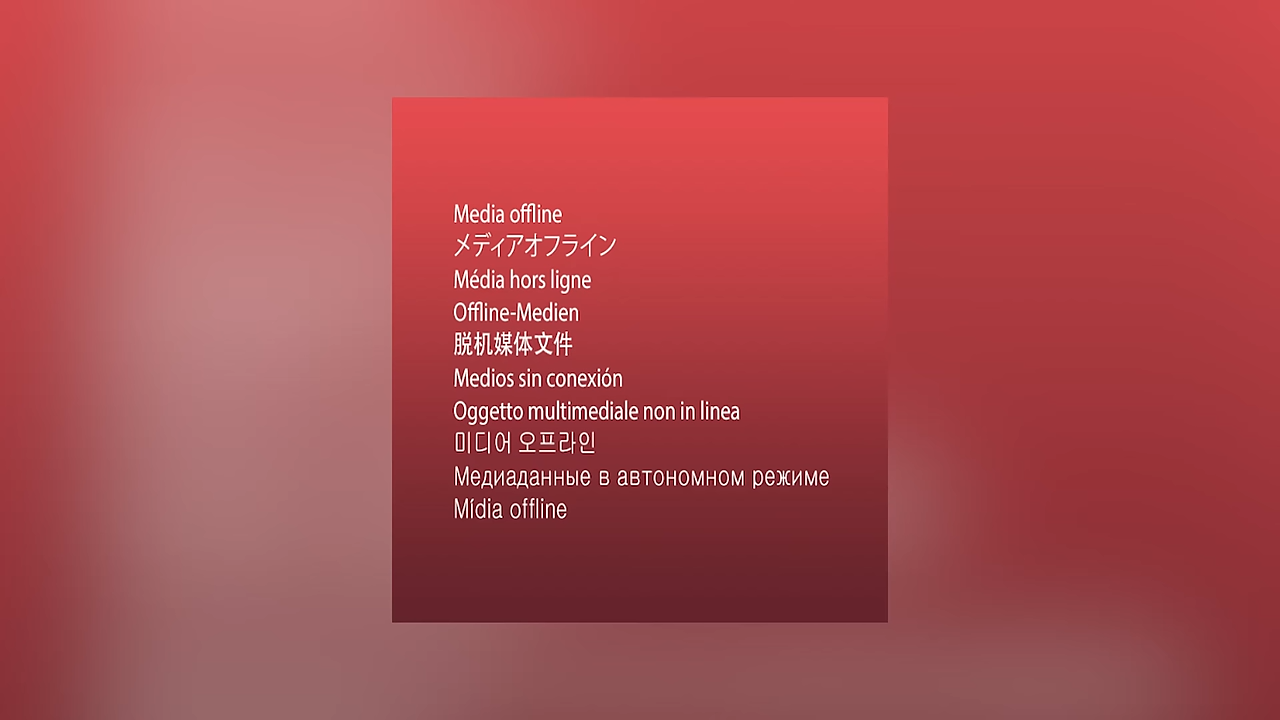 Media offline
メディアオフライン
Média hors ligne
Offline-Medien
脱机媒体文件
Medios sin conexión
Oggetto multimediale non in linea
미디어 오프라인
Медиаданные в автономном режиме
Mídia offline